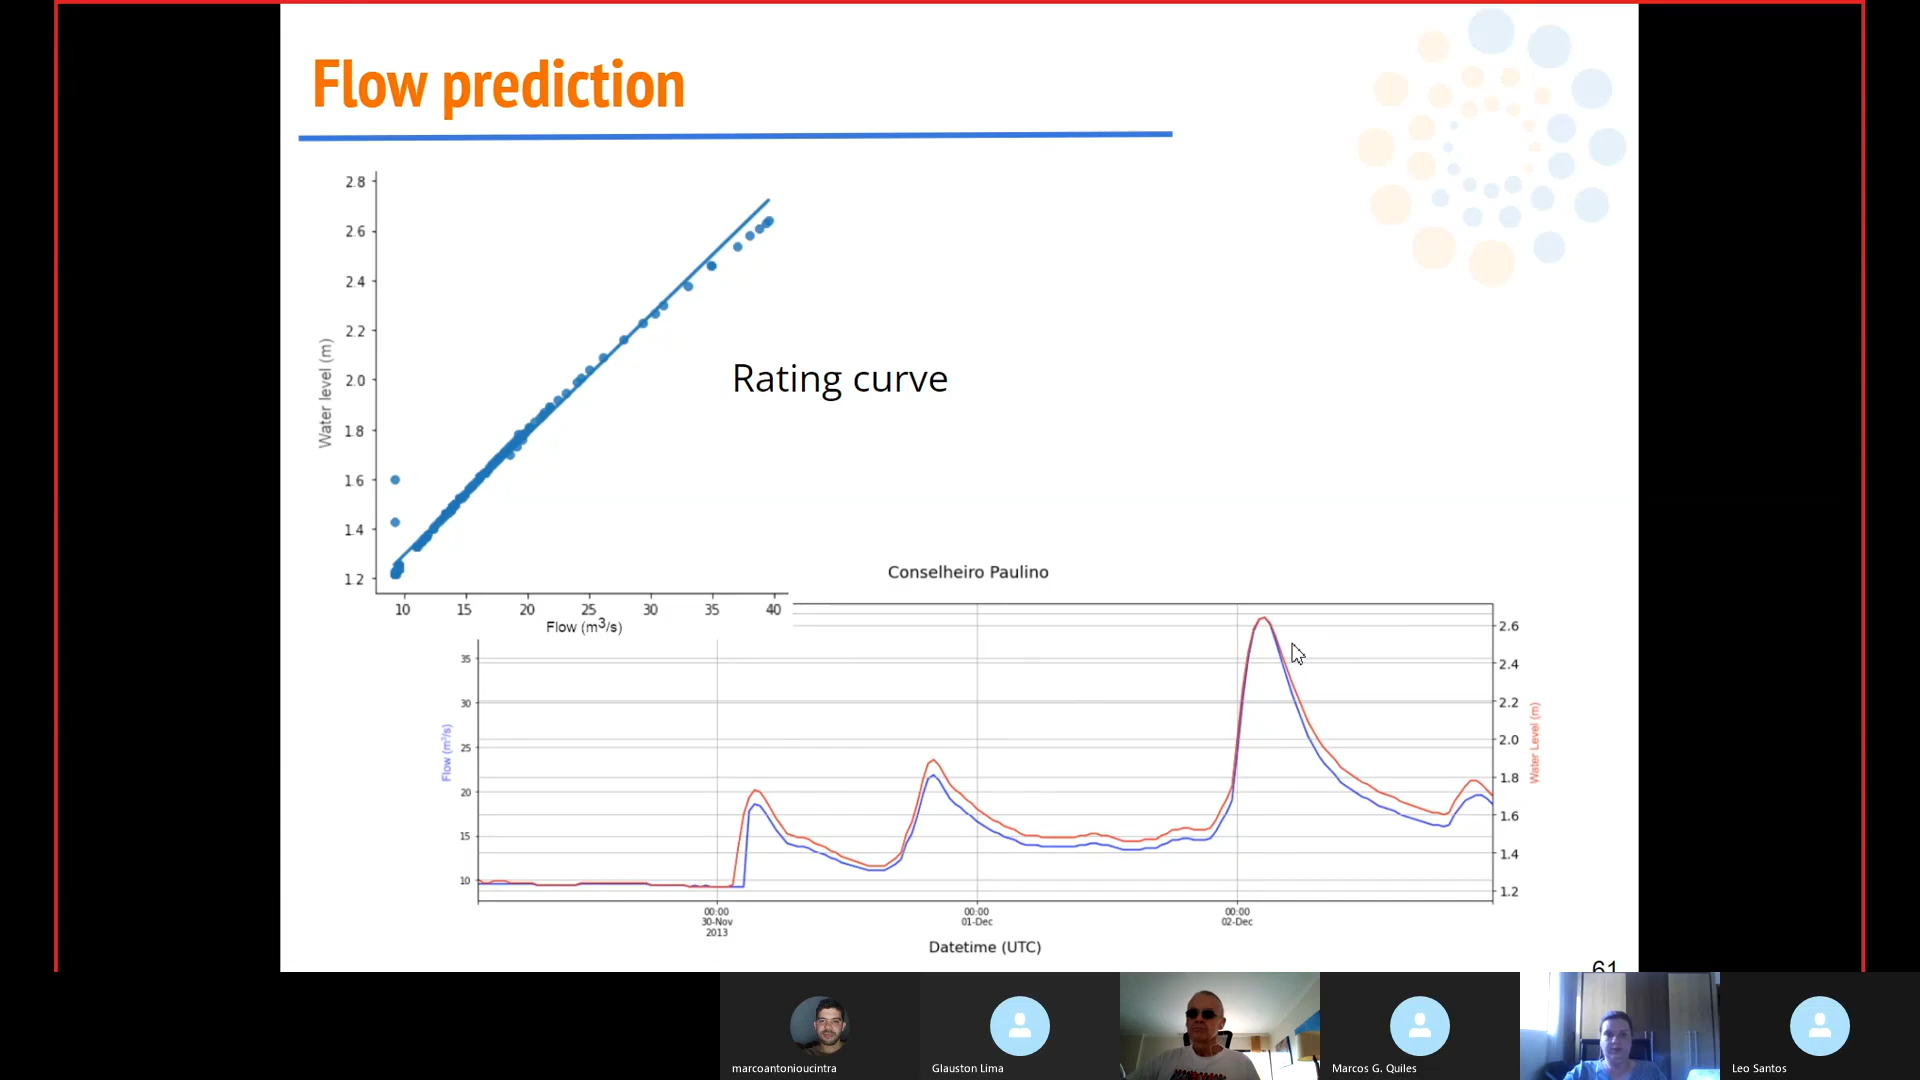 Flow prediction
2.8
2.6
2.4
2.2
2.0
1.8
1.6
1.4
1.2
Water level (m)
10 15 20 25 30 35 40
Flow (m³/s)
Rating curve
Conselheiro Paulino
35
30
25
20
15
10
Flow (m³/s)
2.6
2.4
2.2
2.0
1.8
1.6
1.4
1.2
Water Level (m)
00:00 00:00 00:00
30-Nov 01-Dec 02-Dec
2013
Datetime (UTC)
61
marcoantonioucintra Glauston Lima Marcos G. Quiles Leo Santos